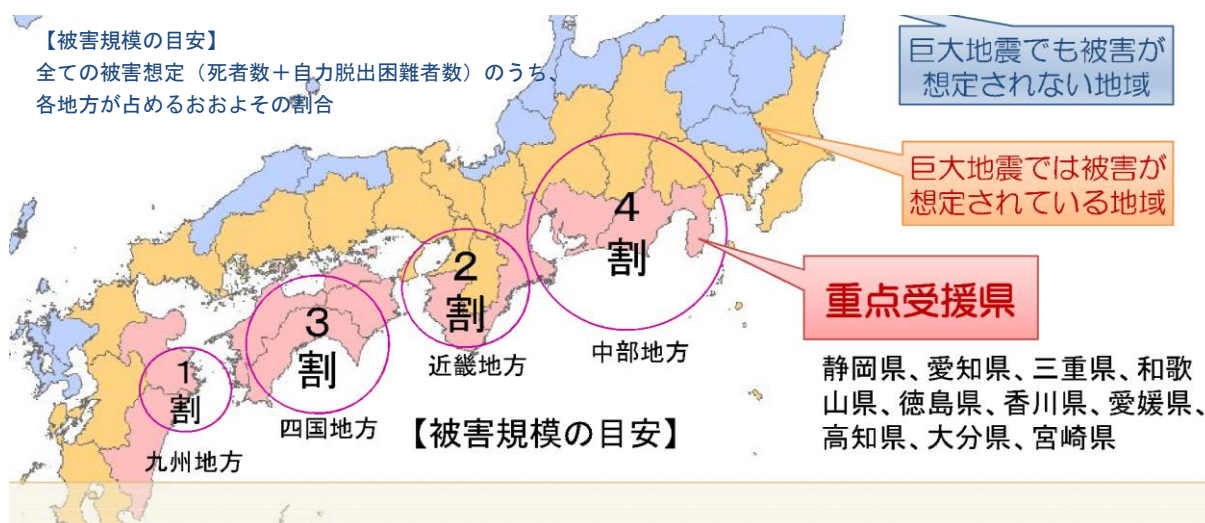 【被害規模の目安】
全ての被害想定（死者数＋自力脱出困難者数）のうち、
各地方が占めるおおよその割合
巨大地震でも被害が
想定されない地域
巨大地震では被害が
想定されている地域
重点受援県
静岡県、愛知県、三重県、和歌
山県、徳島県、香川県、愛媛県、
高知県、大分県、宮崎県
4
割
中部地方
2
割
近畿地方
3
割
四国地方
1
割
九州地方
【被害規模の目安】